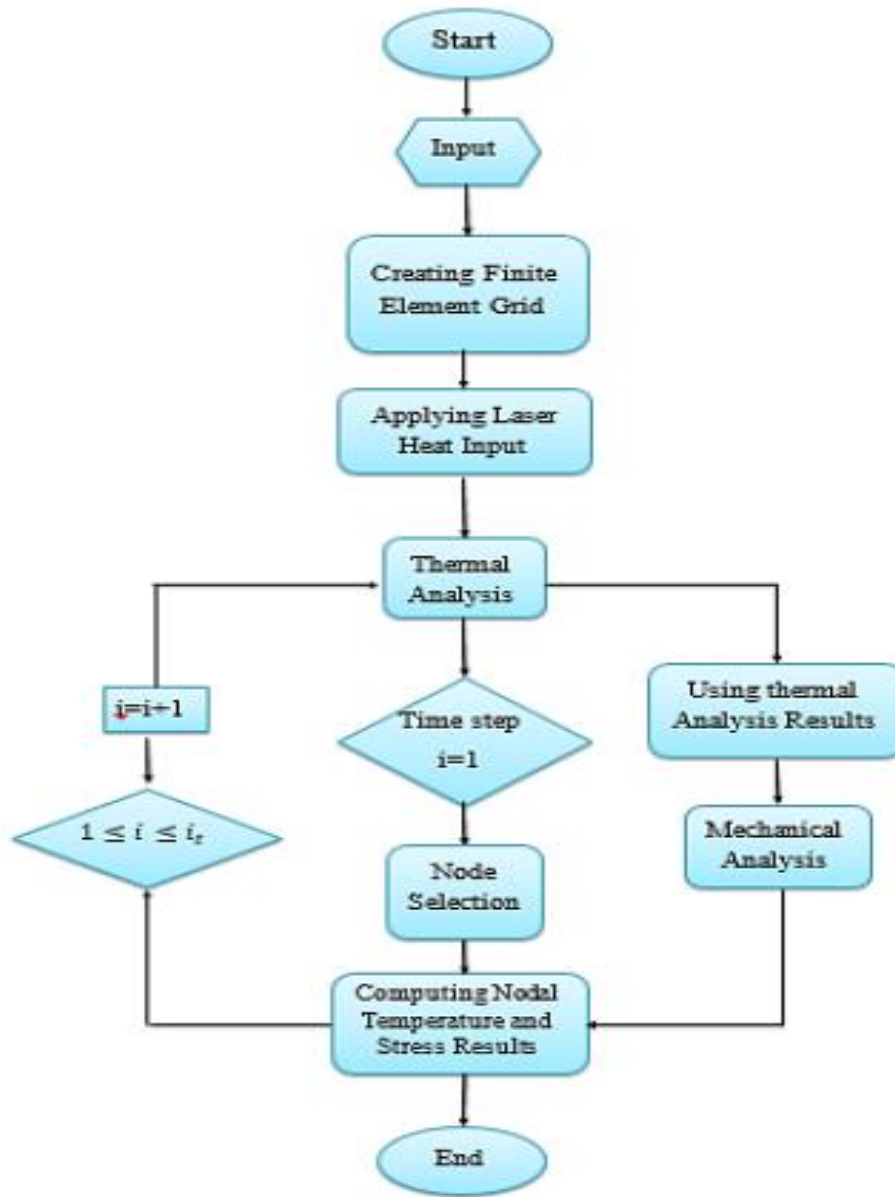 Start
Input
Creating Finite
Element Grid
Applying Laser
Heat Input
Thermal
Analysis
i=i+1
Time step
i=1
Using thermal
Analysis Results
1 ≤ i ≤ iₜ
Mechanical
Analysis
Node
Selection
Computing Nodal
Temperature and
Stress Results
End